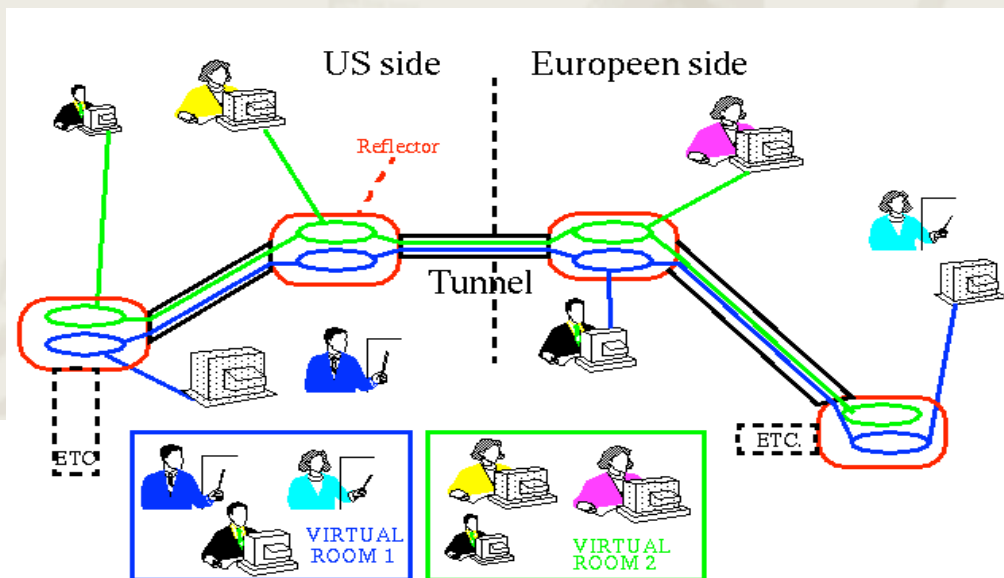 US side
Europeen side
Reflector
Tunnel
ETC
ETC.
VIRTUAL
ROOM 1
VIRTUAL
ROOM 2